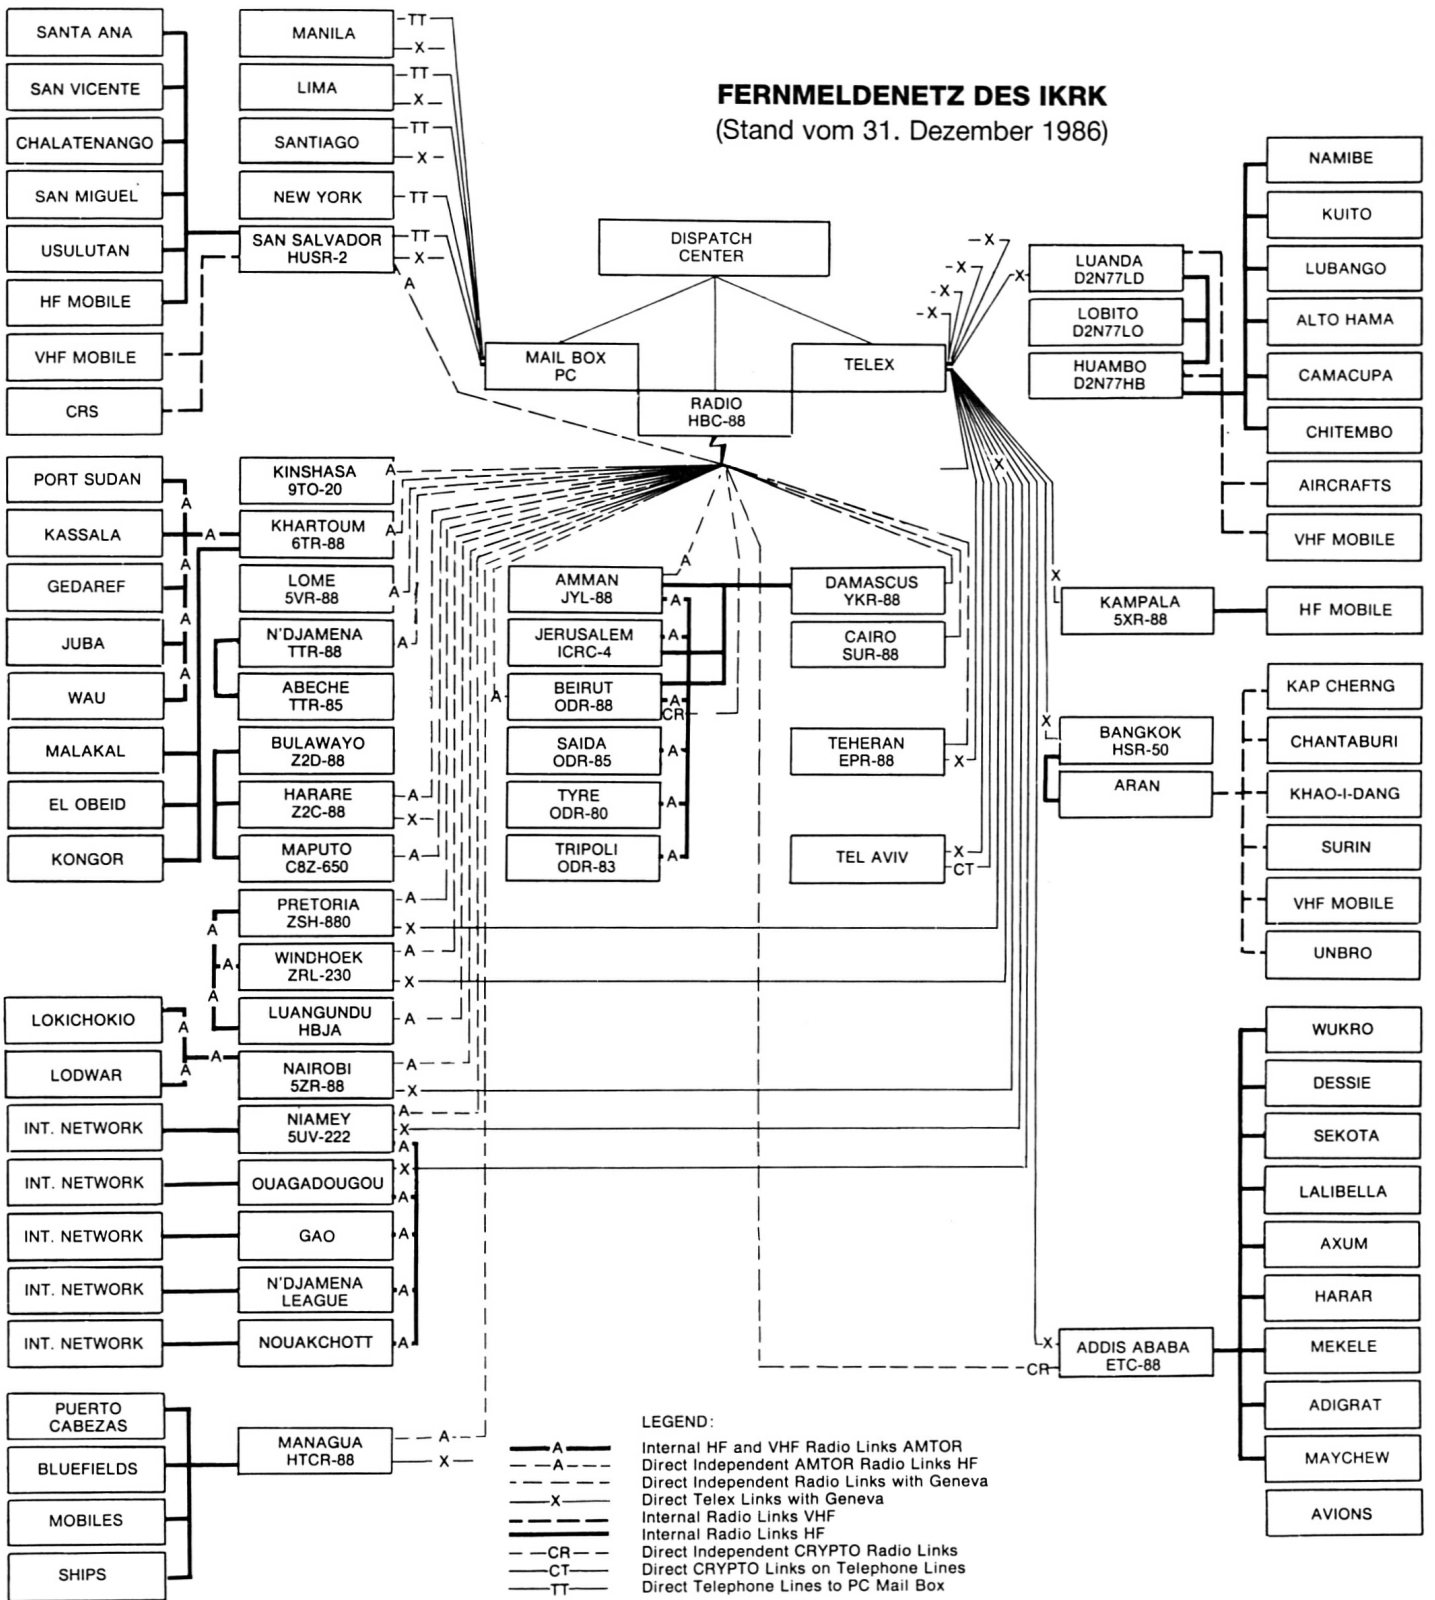 FERNMELDENETZ DES IKRK
(Stand vom 31. Dezember 1986)
SANTA ANA
SAN VICENTE
CHALATENANGO
SAN MIGUEL
USULUTAN
HF MOBILE
VHF MOBILE
CRS
MANILA
TT
X
LIMA
TT
X
SANTIAGO
TT
X
NEW YORK
TT
SAN SALVADOR
HUSR-2
TT
X
A
DISPATCH
CENTER
MAIL BOX
PC
TELEX
RADIO
HBC-88
X
X
X
X
X
LUANDA
D2N77LD
LOBITO
D2N77LO
HUAMBO
D2N77HB
NAMIBE
KUITO
LUBANGO
ALTO HAMA
CAMACUPA
CHITEMBO
AIRCRAFTS
VHF MOBILE
PORT SUDAN
KASSALA
GEDAREF
JUBA
WAU
MALAKAL
EL OBEID
KONGOR
A
A
A
A
A
KINSHASA
9TO-20
A
KHARTOUM
6TR-88
A
LOME
5VR-88
A
N'DJAMENA
TTR-88
A
ABECHE
TTR-85
BULAWAYO
Z2D-88
HARARE
Z2C-88
A
X
MAPUTO
C8Z-650
A
PRETORIA
ZSH-880
A
X
A
WINDHOEK
ZRL-230
A
X
A
A
LUANGUNDU
HBJA
A
LOKICHOKIO
LODWAR
A
A
A
NAIROBI
5ZR-88
A
X
INT. NETWORK
NIAMEY
5UV-222
A
X
A
INT. NETWORK
OUAGADOUGOU
X
A
INT. NETWORK
GAO
A
INT. NETWORK
N'DJAMENA
LEAGUE
A
INT. NETWORK
NOUAKCHOTT
A
PUERTO
CABEZAS
BLUEFIELDS
MOBILES
SHIPS
MANAGUA
HTCR-88
A
X
AMMAN
JYL-88
A
A
JERUSALEM
ICRC-4
A
A
BEIRUT
ODR-88
A
CR
SAIDA
ODR-85
A
TYRE
ODR-80
A
TRIPOLI
ODR-83
A
DAMASCUS
YKR-88
CAIRO
SUR-88
TEHERAN
EPR-88
X
TEL AVIV
X
CT
X
X
KAMPALA
5XR-88
HF MOBILE
X
BANGKOK
HSR-50
ARAN
KAP CHERNG
CHANTABURI
KHAO-I-DANG
SURIN
VHF MOBILE
UNBRO
X
CR
ADDIS ABABA
ETC-88
WUKRO
DESSIE
SEKOTA
LALIBELLA
AXUM
HARAR
MEKELE
ADIGRAT
MAYCHEW
AVIONS
LEGEND:
A Internal HF and VHF Radio Links AMTOR
A Direct Independent AMTOR Radio Links HF
Direct Independent Radio Links with Geneva
X Direct Telex Links with Geneva
Internal Radio Links VHF
Internal Radio Links HF
CR Direct Independent CRYPTO Radio Links
CT Direct CRYPTO Links on Telephone Lines
TT Direct Telephone Lines to PC Mail Box